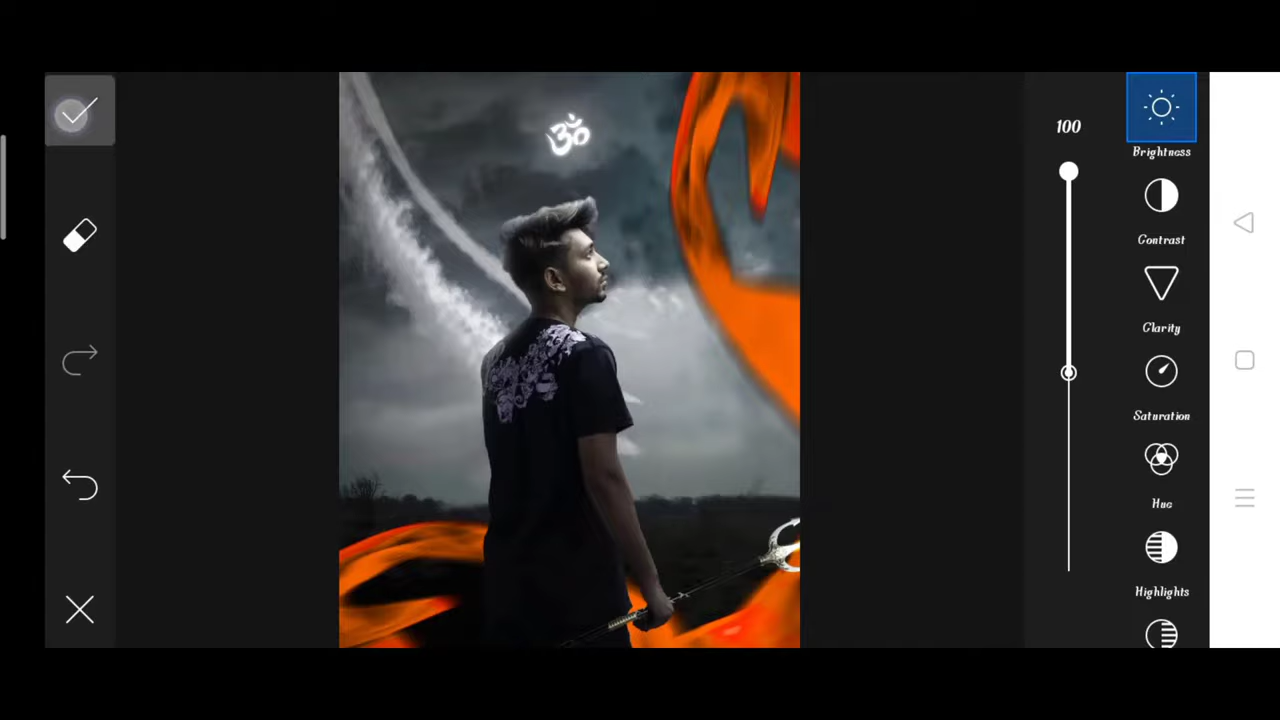 ॐ
100
Brightness
Contrast
Clarity
Saturation
Hue
Highlights